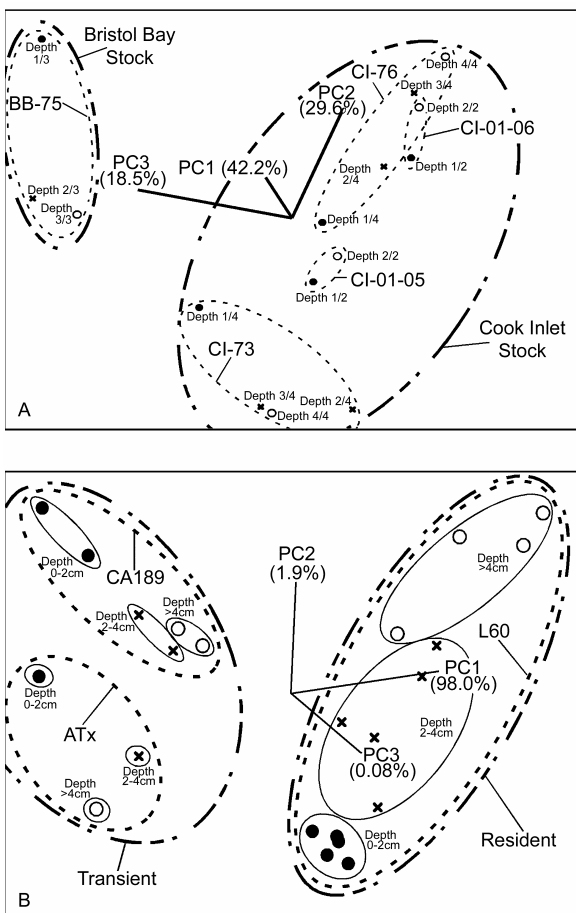 Bristol Bay
Stock
Depth
1/3
BB-75
Depth 2/3
Depth
3/3
PC3
(18.5%)
PC1 (42.2%)
PC2
(29.6%)
CI-76
Depth 4/4
Depth 3/4
Depth 2/2
CI-01-06
Depth 1/2
Depth
2/4
Depth 1/4
Depth 2/2
CI-01-05
Depth 1/2
Depth 1/4
CI-73
Depth 3/4
Depth 2/4
Depth 4/4
Cook Inlet
Stock
A
Depth
0-2cm
CA189
Depth
2-4cm
Depth
>4cm
Depth
0-2cm
ATx
Depth
2-4cm
Depth
>4cm
Transient
PC2
(1.9%)
PC1
(98.0%)
PC3
(0.08%)
Depth
>4cm
L60
Depth
2-4cm
Depth
0-2cm
Resident
B